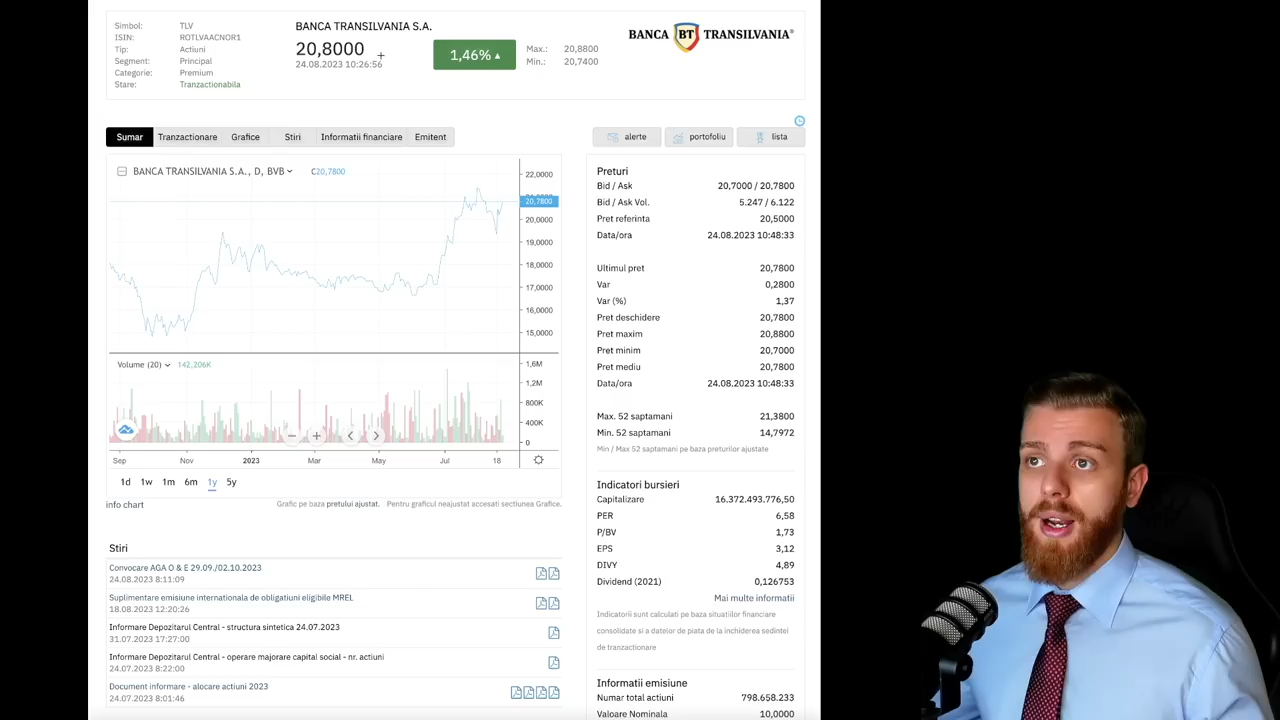 Simbol: TLV
ISIN: ROTLVAACNOR1
Tip: Actiuni
Segment: Principal
Categorie: Premium
Stare: Tranzactionabila
BANCA TRANSILVANIA S.A.
20,8000
24.08.2023 10:26:56
1,46% ▲
Max.: 20,8800
Min.: 20,7400
BANCA BT TRANSILVANIA®
Sumar Tranzactionare Grafice Stiri Informatii financiare Emitent
alerte portofoliu lista
BANCA TRANSILVANIA S.A., D, BVB C20,7800
22,0000
20,7800
20,0000
19,0000
18,0000
17,0000
16,0000
15,0000
Volume (20) 142,206K
1,6M
1,2M
800K
400K
0
Sep Nov 2023 Mar May Jul 18
1d 1w 1m 6m 1y 5y
info chart
Grafic pe baza pretului ajustat. Pentru graficul neajustat accesati sectiunea Grafice.
Stiri
Convocare AGA O & E 29.09./02.10.2023
24.08.2023 8:11:09
Suplimentare emisiune internationala de obligatiuni eligibile MREL
18.08.2023 12:20:26
Informare Depozitarul Central - structura sintetica 24.07.2023
31.07.2023 17:27:00
Informare Depozitarul Central - operare majorare capital social - nr. actiuni
24.07.2023 8:22:00
Document informare - alocare actiuni 2023
24.07.2023 8:01:46
Preturi
Bid / Ask 20,7000 / 20,7800
Bid / Ask Vol. 5.247 / 6.122
Pret referinta 20,5000
Data/ora 24.08.2023 10:48:33
Ultimul pret 20,7800
Var 0,2800
Var (%) 1,37
Pret deschidere 20,7800
Pret maxim 20,8800
Pret minim 20,7000
Pret mediu 20,7800
Data/ora 24.08.2023 10:48:33
Max. 52 saptamani 21,3800
Min. 52 saptamani 14,7972
Min / Max 52 saptamani pe baza preturilor ajustate
Indicatori bursieri
Capitalizare 16.372.493.776,50
PER 6,58
P/BV 1,73
EPS 3,12
DIVY 4,89
Dividend (2021) 0,126753
Mai multe informatii
Indicatorii sunt calculati pe baza situatiilor financiare
consolidate si a datelor de piata de la inchiderea sedintei
de tranzactionare
Informatii emisiune
Numar total actiuni 798.658.233
Valoare Nominala 10,0000